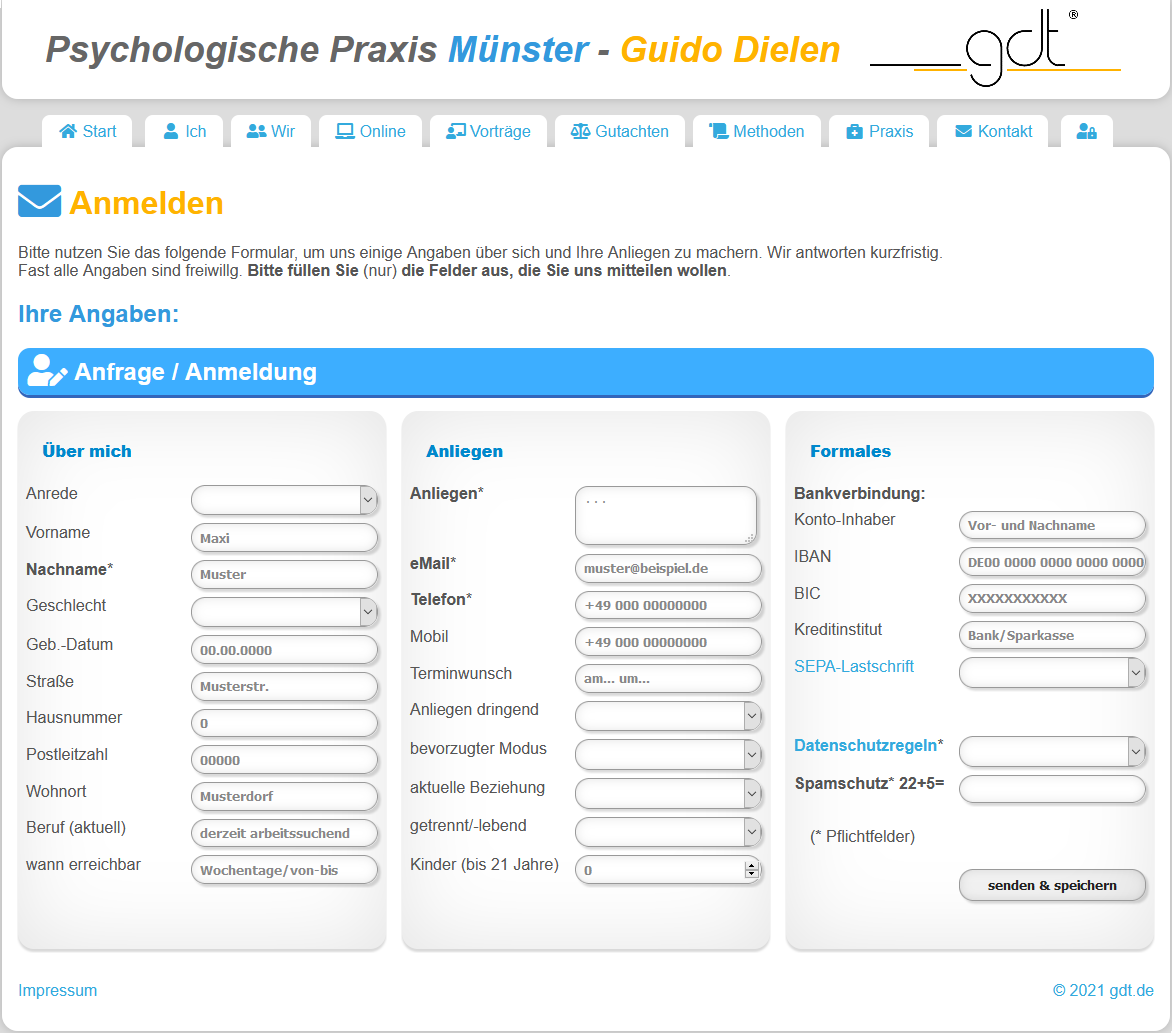 Psychologische Praxis Münster - Guido Dielen
gdt®
Start Ich Wir Online Vorträge Gutachten Methoden Praxis Kontakt
Anmelden
Bitte nutzen Sie das folgende Formular, um uns einige Angaben über sich und Ihre Anliegen zu machern. Wir antworten kurzfristig.
Fast alle Angaben sind freiwillg. Bitte füllen Sie (nur) die Felder aus, die Sie uns mitteilen wollen.
Ihre Angaben:
Anfrage / Anmeldung
Über mich
Anrede
Vorname Maxi
Nachname* Muster
Geschlecht
Geb.-Datum 00.00.0000
Straße Musterstr.
Hausnummer 0
Postleitzahl 00000
Wohnort Musterdorf
Beruf (aktuell) derzeit arbeitssuchend
wann erreichbar Wochentage/von-bis
Anliegen
Anliegen* . . .
eMail* muster@beispiel.de
Telefon* +49 000 00000000
Mobil +49 000 00000000
Terminwunsch am... um...
Anliegen dringend
bevorzugter Modus
aktuelle Beziehung
getrennt/-lebend
Kinder (bis 21 Jahre) 0
Formales
Bankverbindung:
Konto-Inhaber Vor- und Nachname
IBAN DE00 0000 0000 0000 0000
BIC XXXXXXXXXXX
Kreditinstitut Bank/Sparkasse
SEPA-Lastschrift
Datenschutzregeln*
Spamschutz* 22+5=
(* Pflichtfelder)
senden & speichern
Impressum © 2021 gdt.de